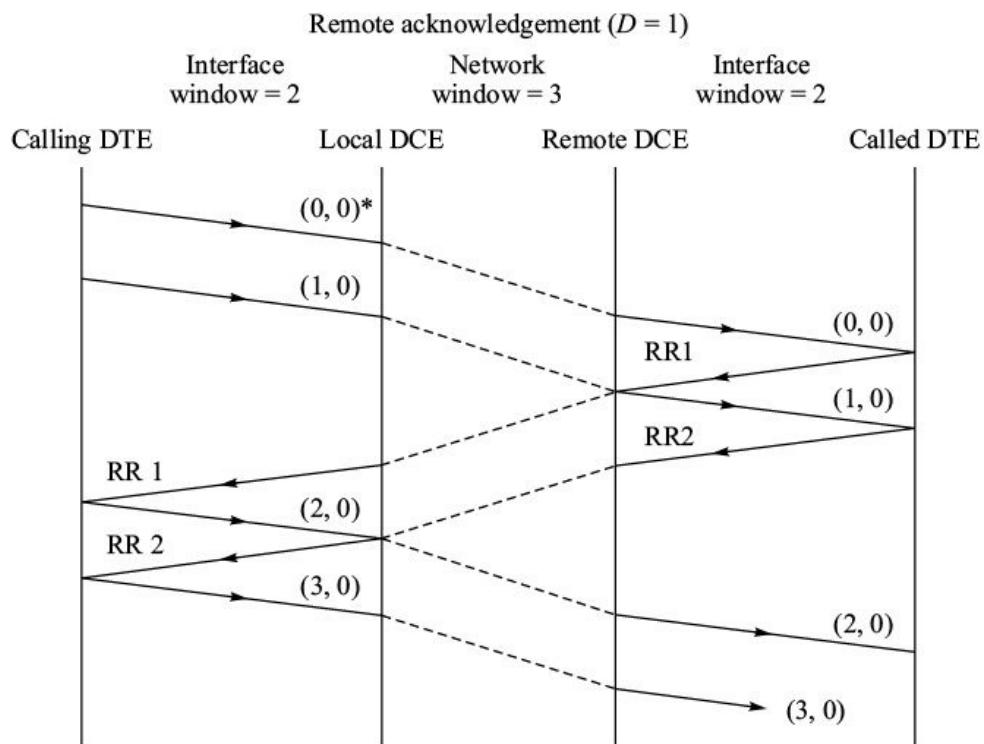 Remote acknowledgement (D = 1)
Interface
window = 2
Network
window = 3
Interface
window = 2
Calling DTE
Local DCE
Remote DCE
Called DTE
(0, 0)*
(1, 0)
(0, 0)
RR1
(1, 0)
RR2
RR 1
(2, 0)
RR 2
(3, 0)
(2, 0)
(3, 0)